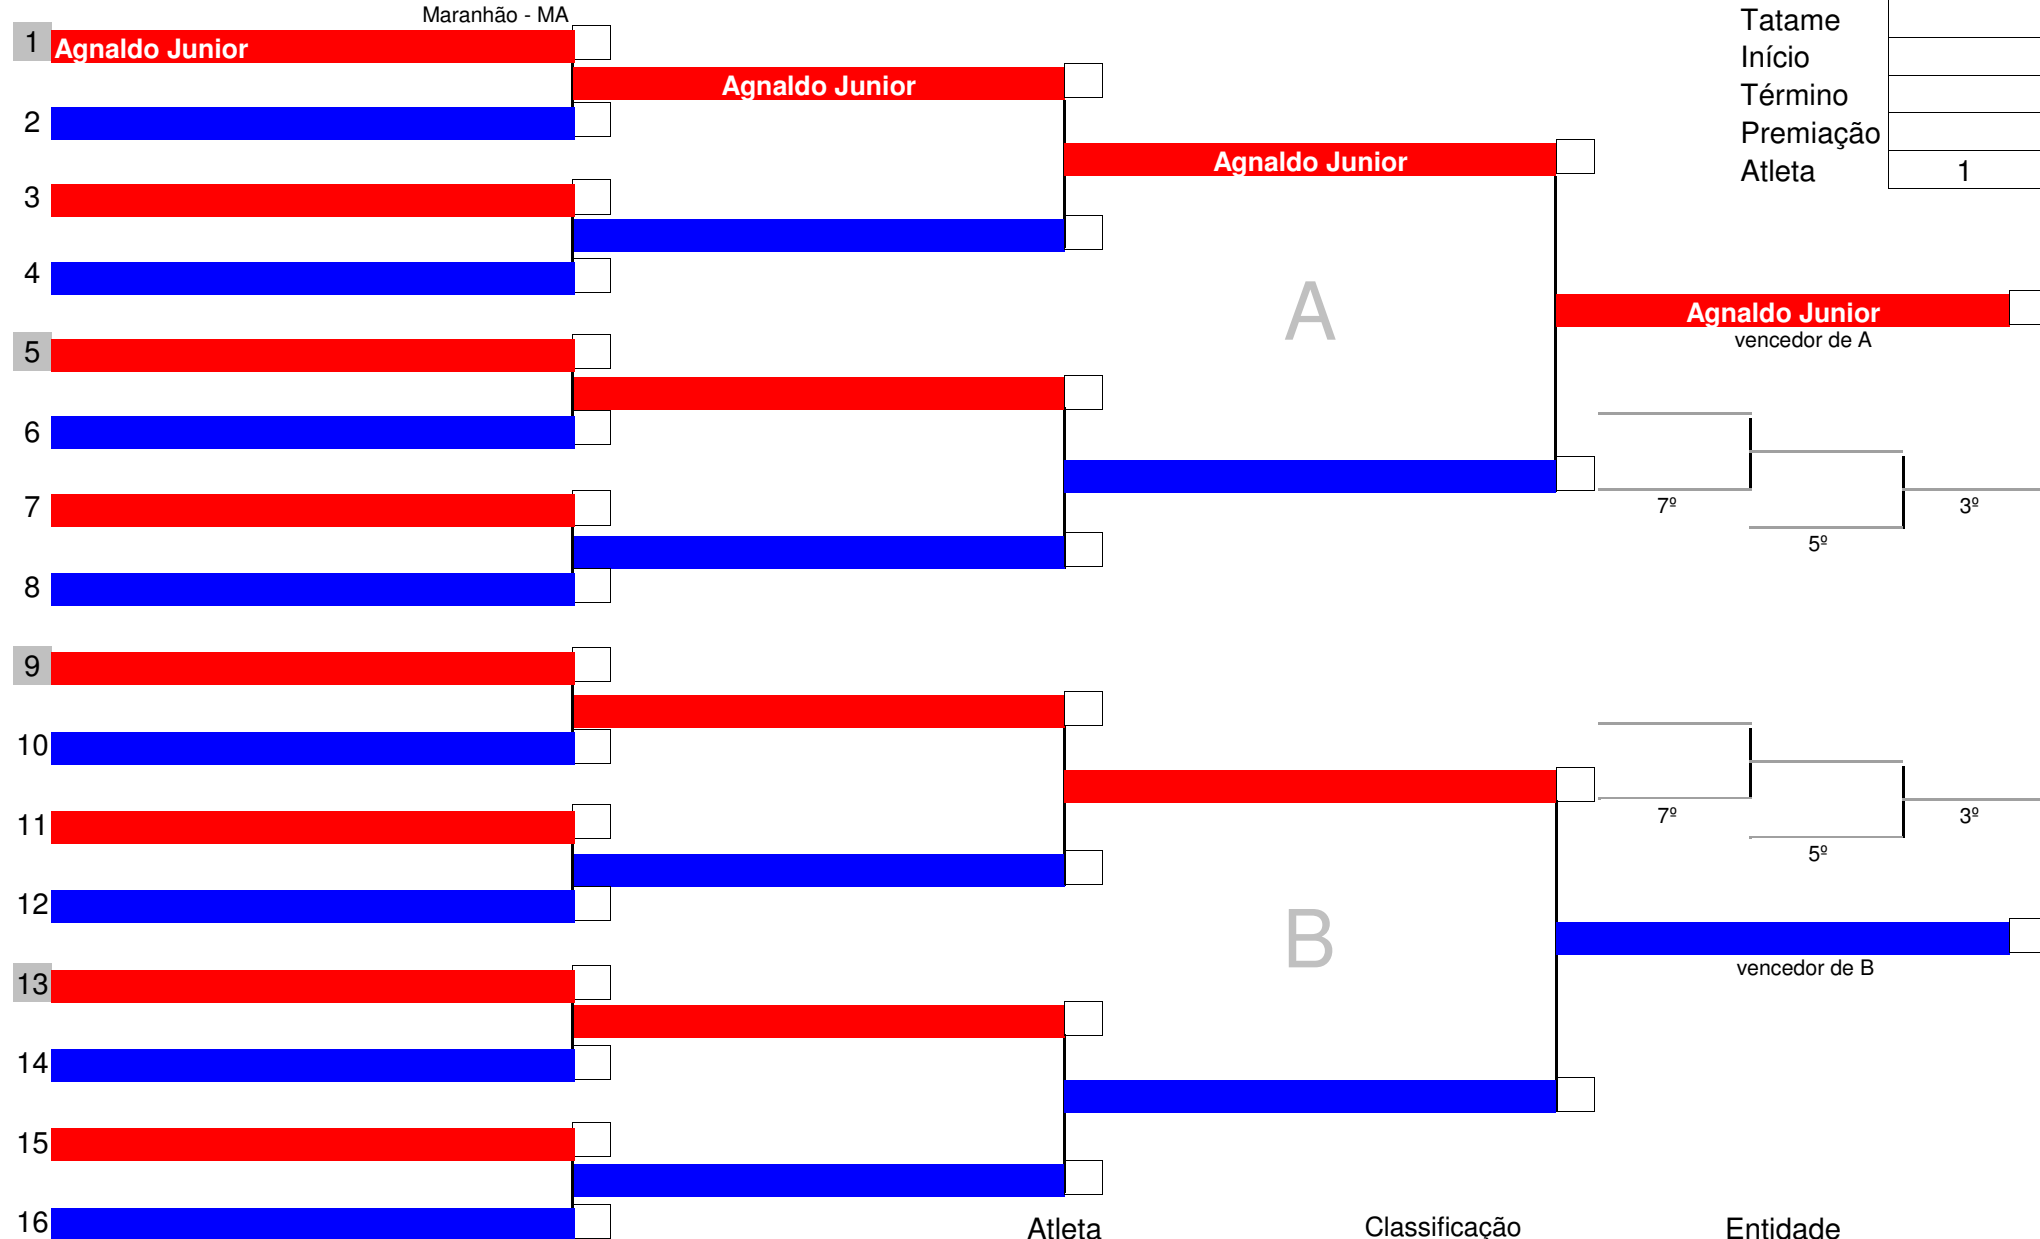 Maranhão - MA
1 Agnaldo Junior
Agnaldo Junior
2
Agnaldo Junior
3
4
Agnaldo Junior
vencedor de A
A
5
6
7
8
7º
5º
3º
9
10
11
12
7º
5º
3º
B
vencedor de B
13
14
15
16
Tatame
Início
Término
Premiação
Atleta 1
Atleta Classificação Entidade